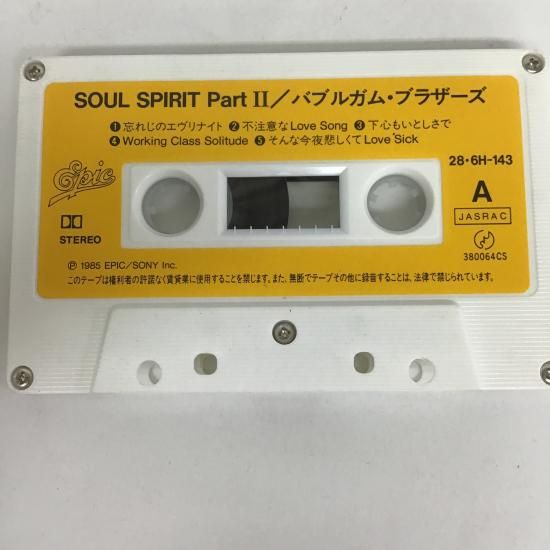 SOUL SPIRIT Part II／バブルガム・ブラザーズ
❶忘れじのエヴリナイト ❷不注意なLove Song ❸下心もいとしさで
❹Working Class Solitude ❺そんな今夜悲しくてLove Sick
28・6H-143
Epic
A
JASRAC
STEREO
380064CS
Ⓟ 1985 EPIC/SONY Inc.
このテープは権利者の許諾なく賃貸業に使用することを禁じます。また、無断でテープその他に録音することは、法律で禁じられています。